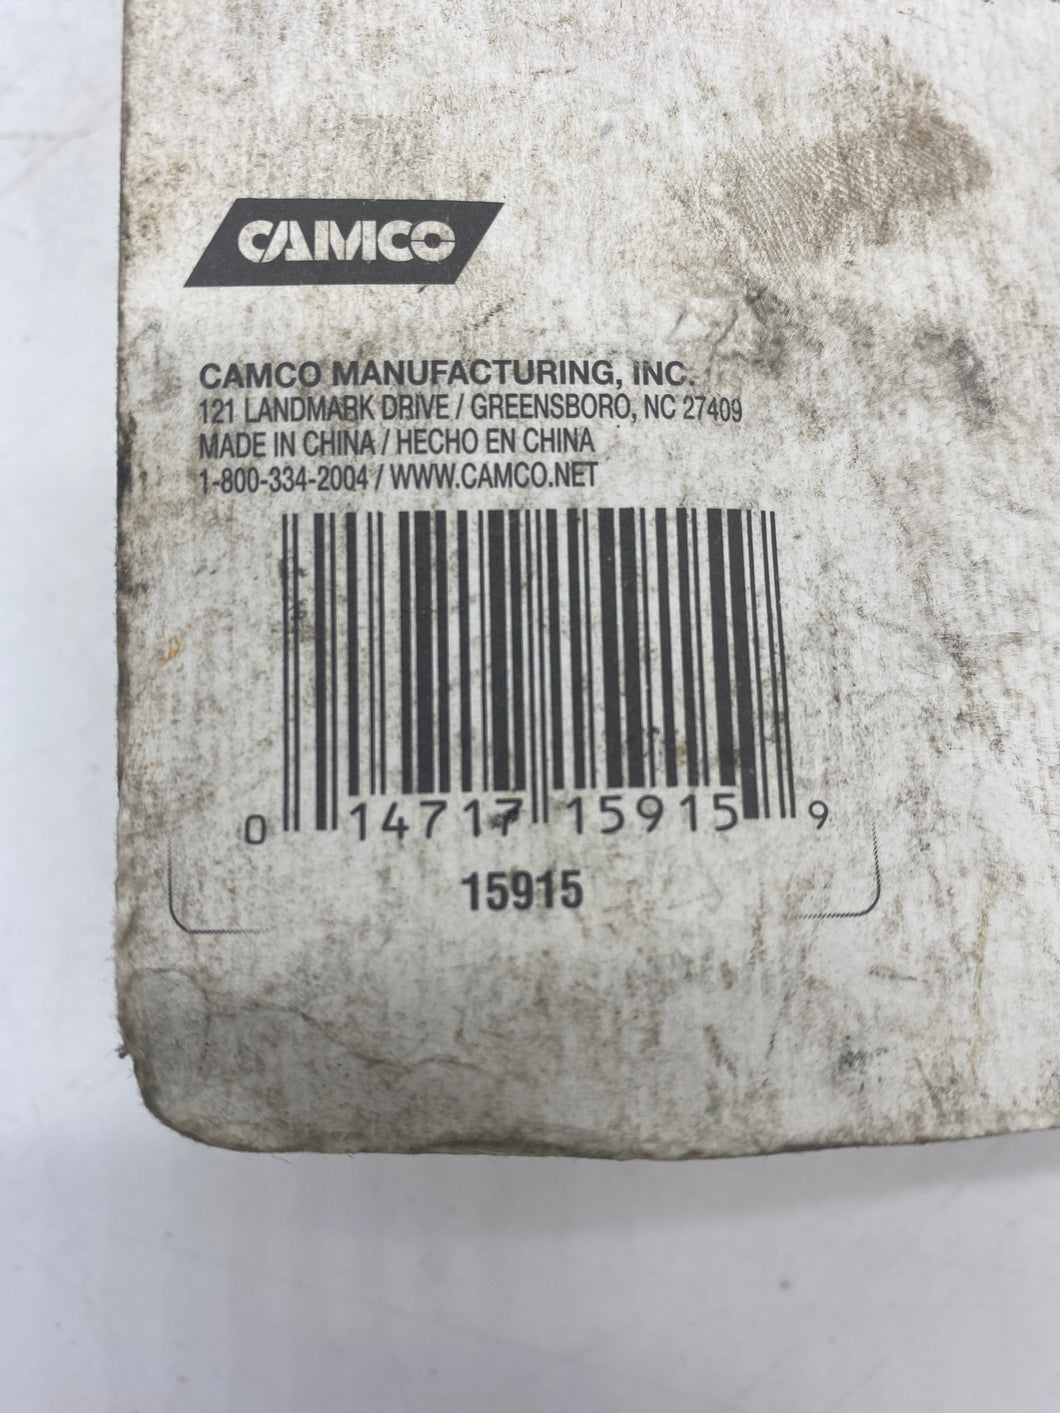 CAMCO
CAMCO MANUFACTURING, INC.
121 LANDMARK DRIVE / GREENSBORO, NC 27409
MADE IN CHINA / HECHO EN CHINA
1-800-334-2004 / WWW.CAMCO.NET
0 14717 15915 9
15915